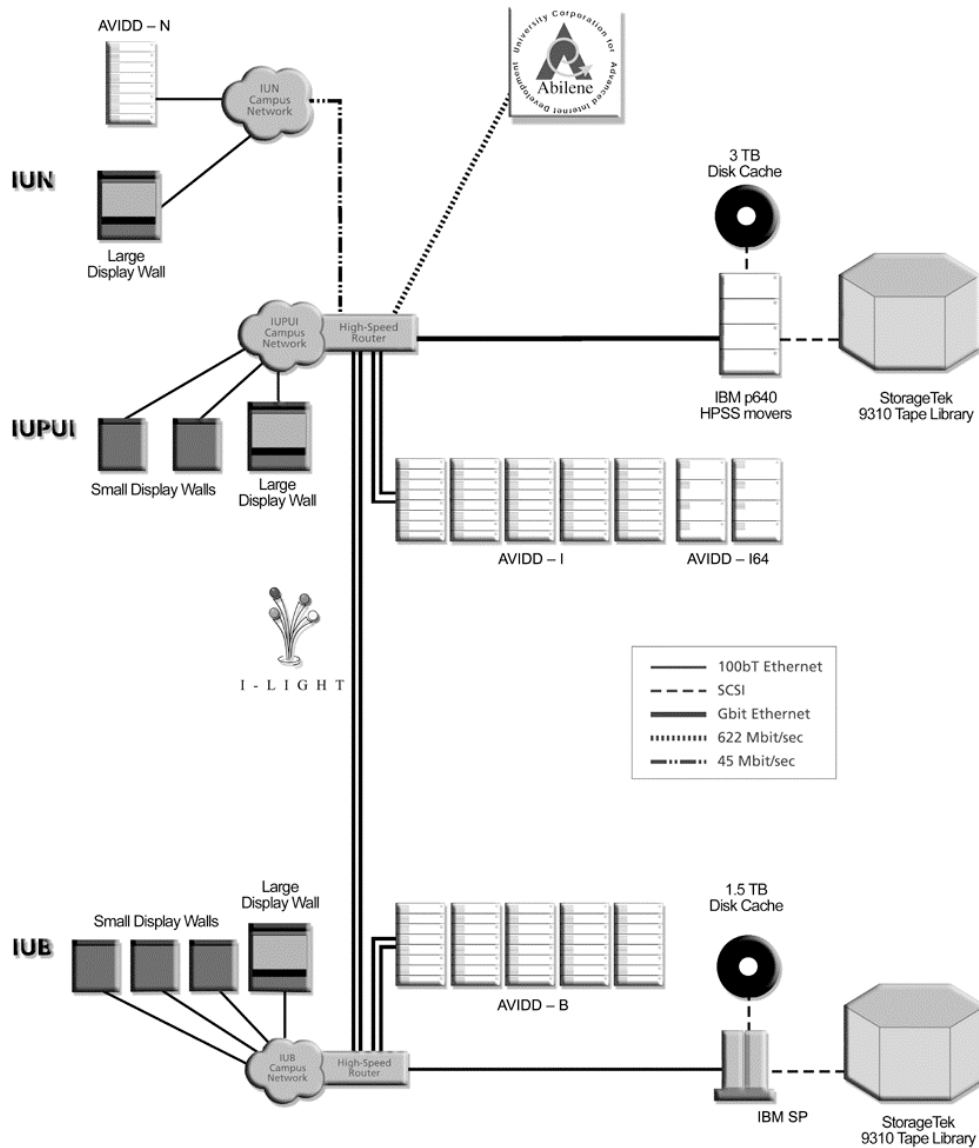 AVIDD – N
IUN
Campus
Network
University Corporation for Advanced Internet Development
Abilene
3 TB
Disk Cache
IUN
Large
Display Wall
IUPUI
Campus
Network
High-Speed
Router
IBM p640
HPSS movers
StorageTek
9310 Tape Library
IUPUI
Small Display Walls
Large
Display Wall
AVIDD – I
AVIDD – I64
I - LIGHT
100bT Ethernet
SCSI
Gbit Ethernet
622 Mbit/sec
45 Mbit/sec
Large
Display Wall
Small Display Walls
1.5 TB
Disk Cache
IUB
AVIDD – B
IUB
Campus
Network
High-Speed
Router
IBM SP
StorageTek
9310 Tape Library